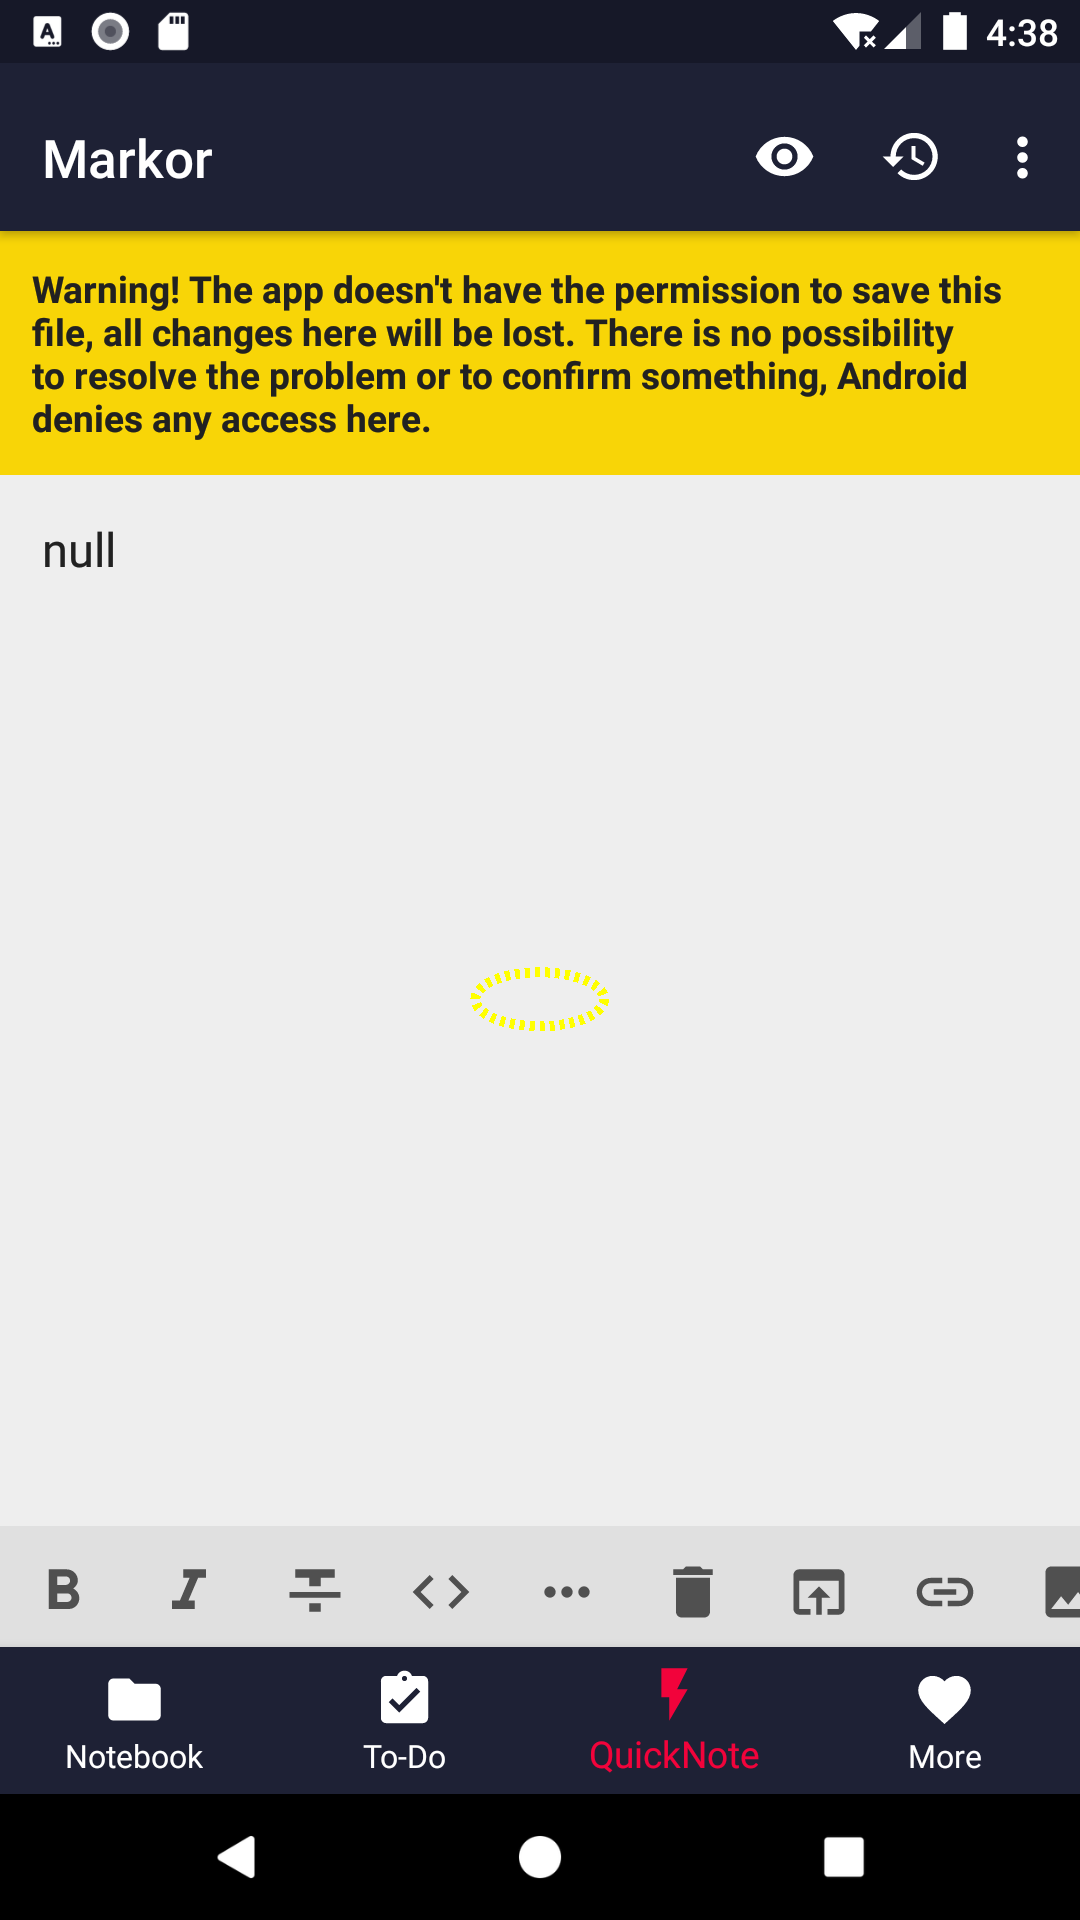 4:38
Markor
Warning! The app doesn't have the permission to save this
file, all changes here will be lost. There is no possibility
to resolve the problem or to confirm something, Android
denies any access here.
null
Notebook To-Do QuickNote More